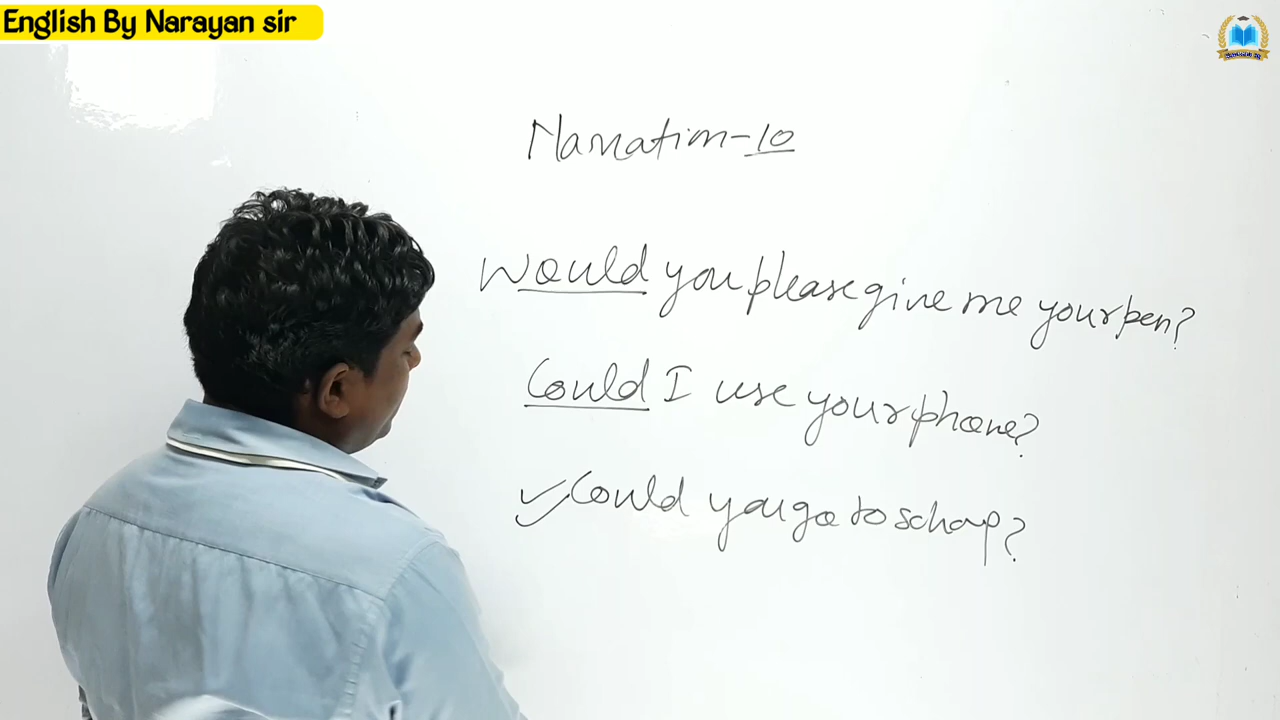 English By Narayan sir
Narration-10
Would you please give me your pen?
Could I use your phone?
Could you go to schop?